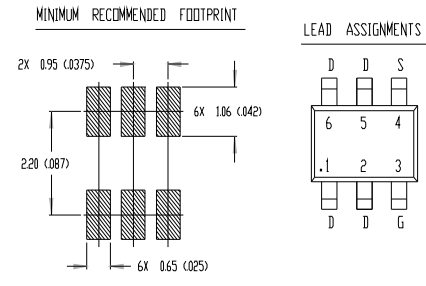 MINIMUM RECOMMENDED FOOTPRINT
2X 0.95 (.0375)
6X 1.06 (.042)
2.20 (.087)
6X 0.65 (.025)
LEAD ASSIGNMENTS
D D S
6 5 4
.1 2 3
D D G